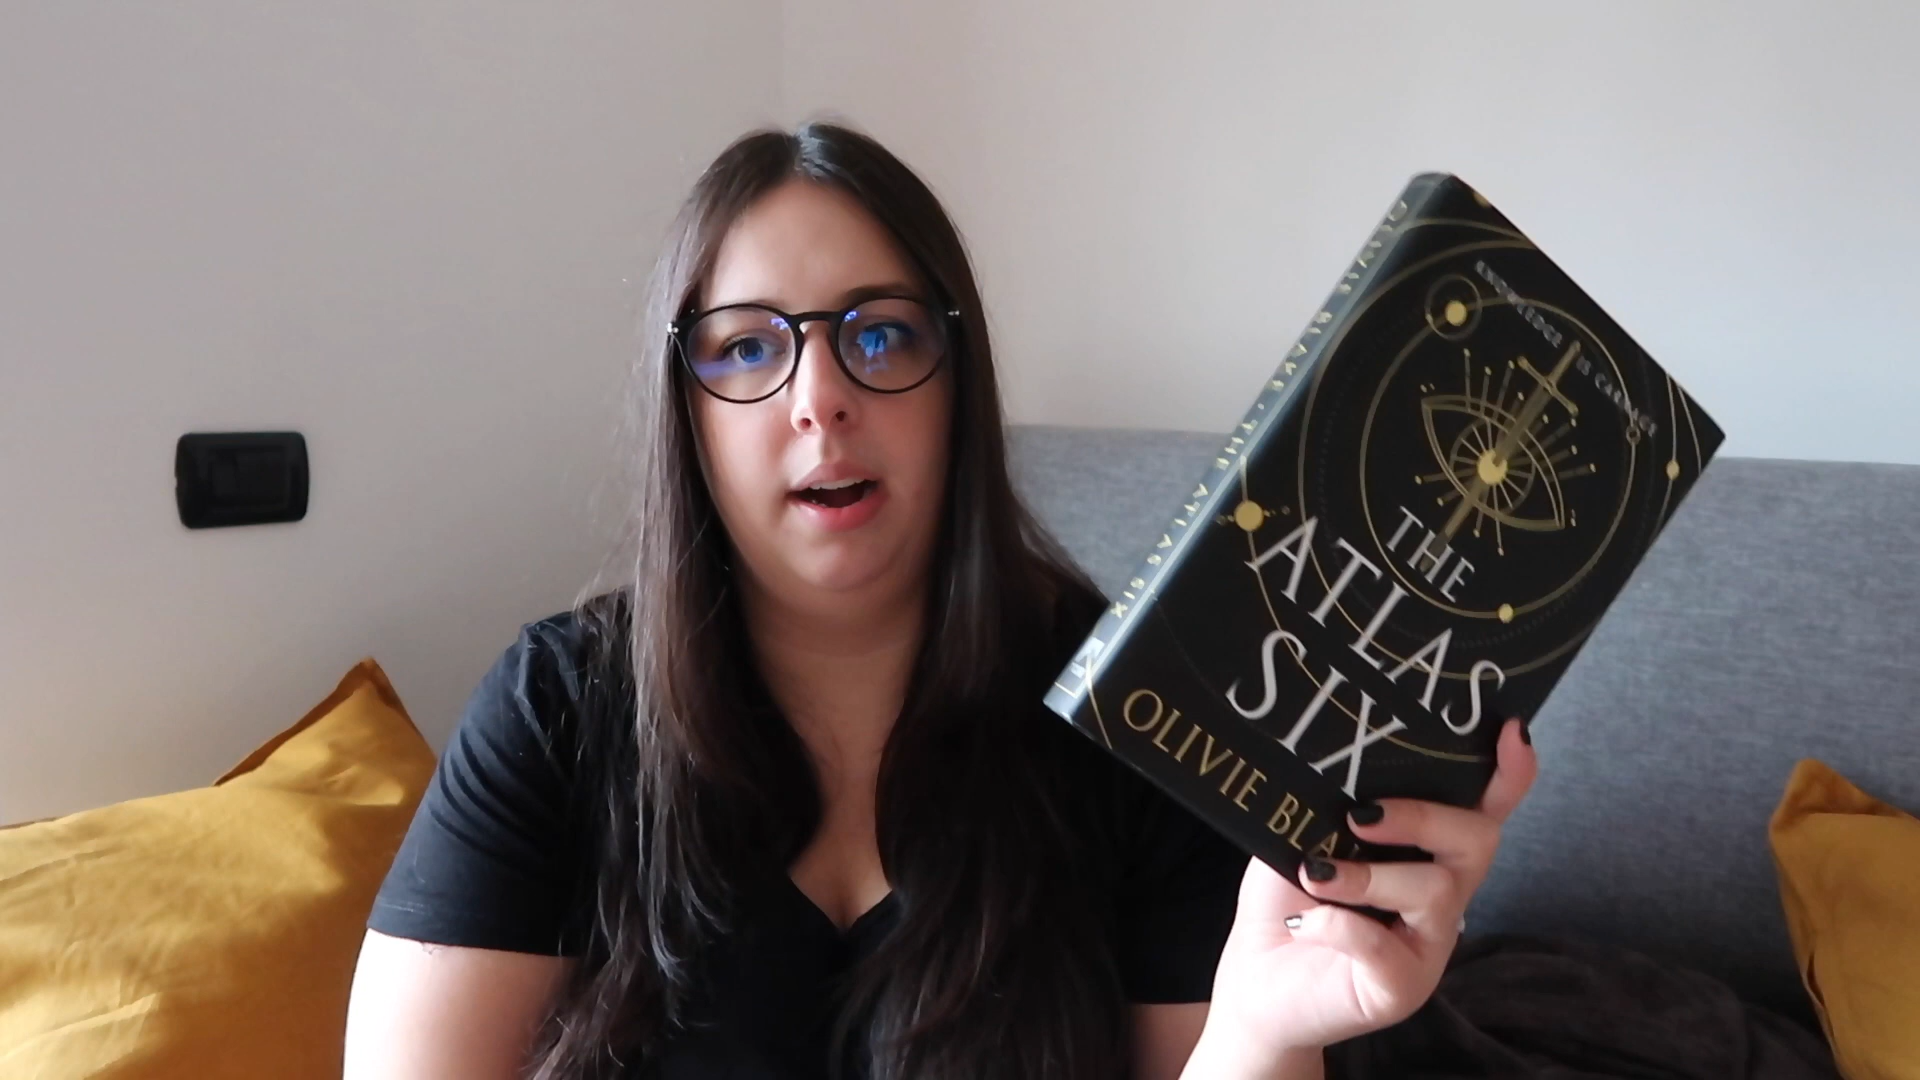 KNOWLEDGE IS CARNAGE
THE
ATLAS
SIX
OLIVIE BLA
OLIVIE BLAKE · THE ATLAS SIX